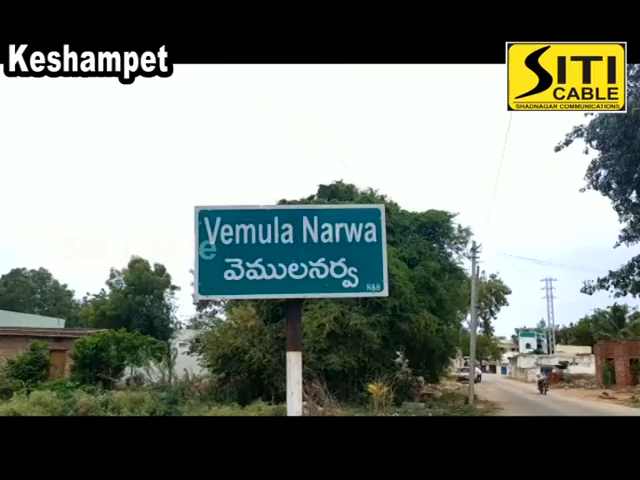 Keshampet
SITI
CABLE
SHADNAGAR COMMUNICATIONS
Vemula Narwa
వేములనర్వ
R&B